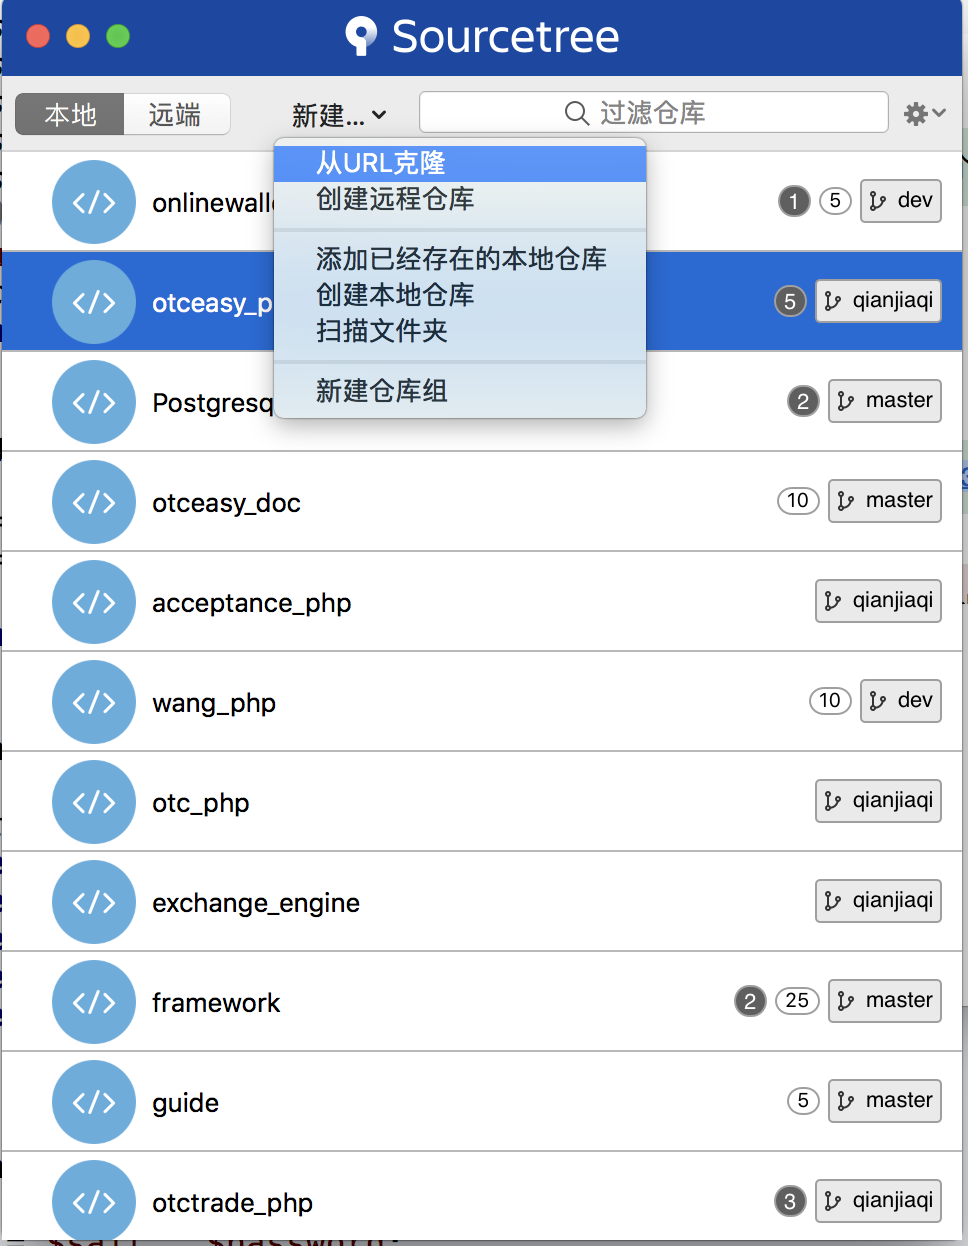 Sourcetree
本地 远端 新建... 过滤仓库
从URL克隆
创建远程仓库
添加已经存在的本地仓库
创建本地仓库
扫描文件夹
新建仓库组
</> 1 5 dev
</> 5 qianjiaqi
</> 2 master
</> otceasy_doc 10 master
</> acceptance_php qianjiaqi
</> wang_php 10 dev
</> otc_php qianjiaqi
</> exchange_engine qianjiaqi
</> framework 2 25 master
</> guide 5 master
</> otctrade_php 3 qianjiaqi